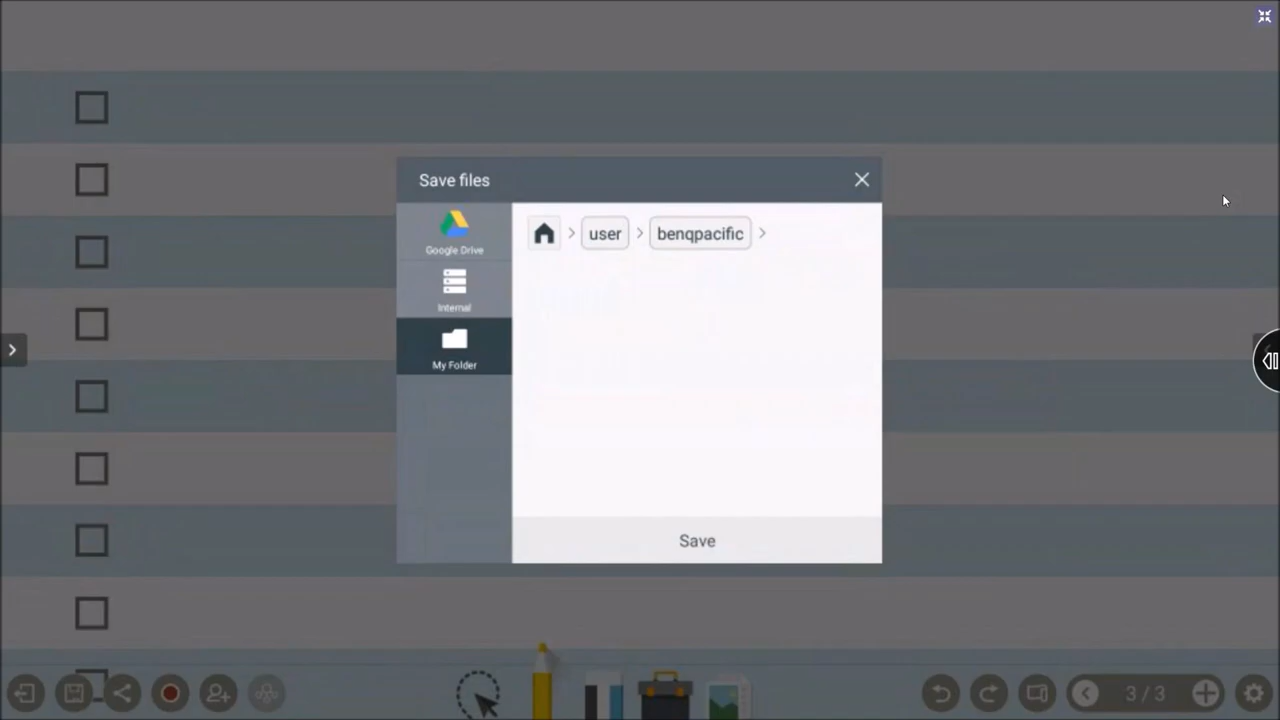 Save files
Google Drive
Internal
My Folder
user
benqpacific
Save
3 / 3